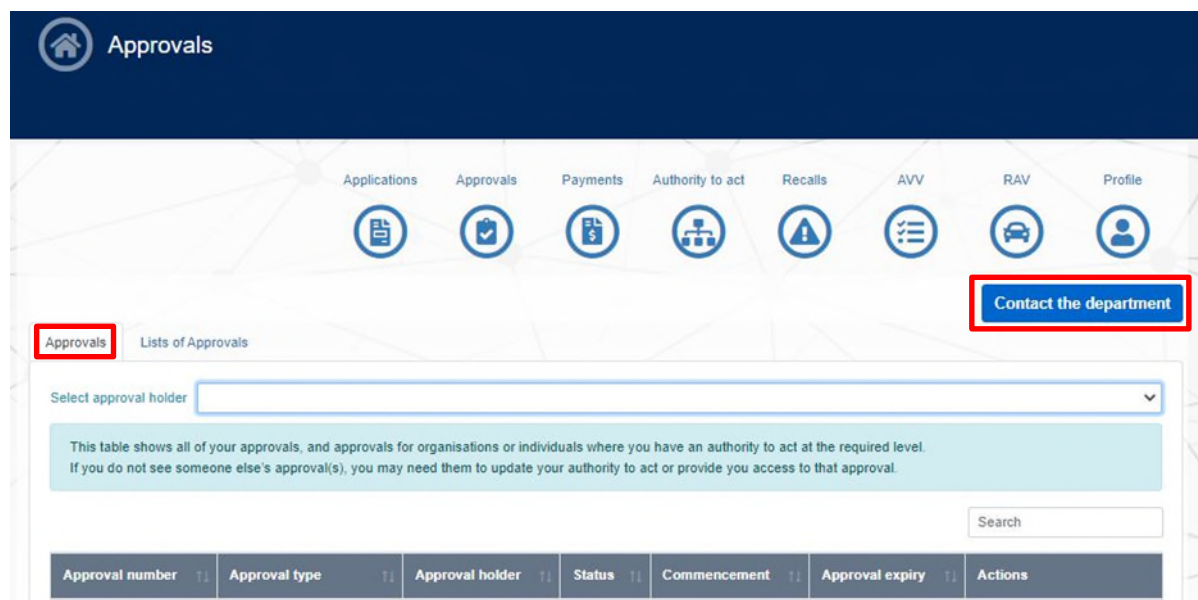 Approvals
Applications Approvals Payments Authority to act Recalls AVV RAV Profile
Contact the department
Approvals Lists of Approvals
Select approval holder
This table shows all of your approvals, and approvals for organisations or individuals where you have an authority to act at the required level.
If you do not see someone else's approval(s), you may need them to update your authority to act or provide you access to that approval.
Search
Approval number Approval type Approval holder Status Commencement Approval expiry Actions